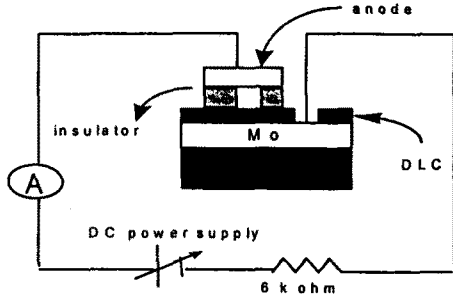 anode
insulator
Mo
DLC
A
DC power supply
6 k ohm